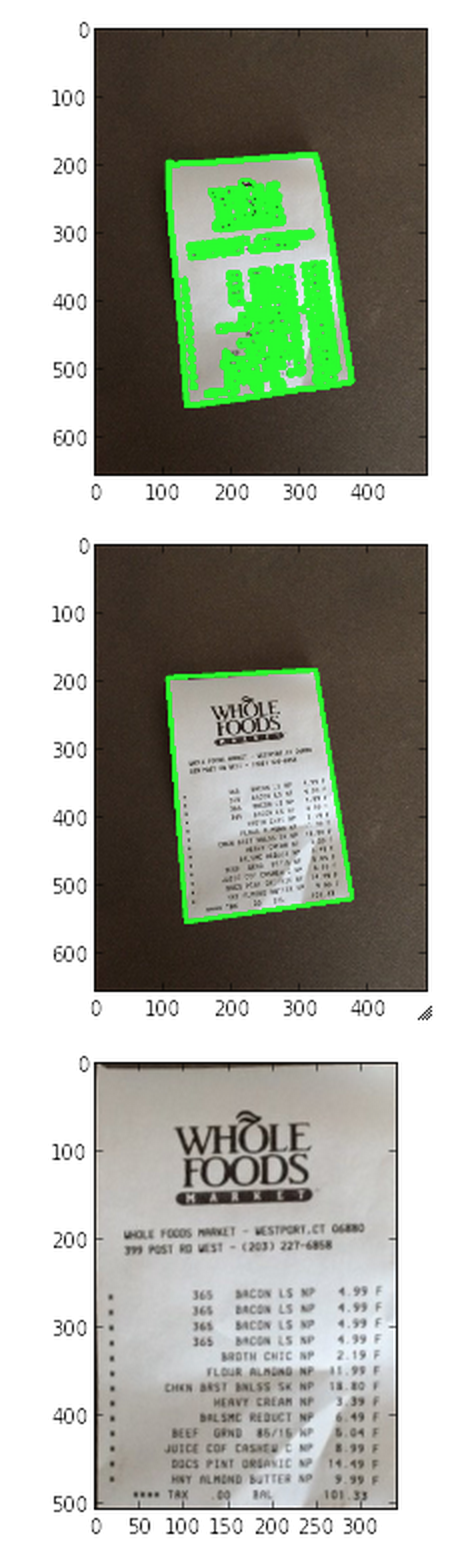 0
100
200
300
400
500
600
0 100 200 300 400
0
100
200
300
400
500
600
WHOLE
FOODS
MARKET
365 BACON LS NP 4.99 F
0 100 200 300 400
0
100
200
300
400
500
WHOLE
FOODS
MARKET
WHOLE FOODS MARKET - WESTPORT,CT 06880
399 POST RD WEST - (203) 227-6858
365 BACON LS NP 4.99 F
365 BACON LS NP 4.99 F
365 BACON LS NP 4.99 F
365 BACON LS NP 4.99 F
BROTH CHIC NP 2.19 F
FLOUR ALMOND NP 11.99 F
CHKN BRST BNLSS SK NP 18.80 F
HEAVY CREAM NP 3.39 F
BALSMC REDUCT NP 6.49 F
BEEF GRND 85/15 NP 5.04 F
JUICE COF CASHEW C NP 8.99 F
DOCS PINT ORGANIC NP 14.49 F
HNY ALMOND BUTTER NP 9.99 F
**** TAX .00 BAL 101.33
0 50 100 150 200 250 300